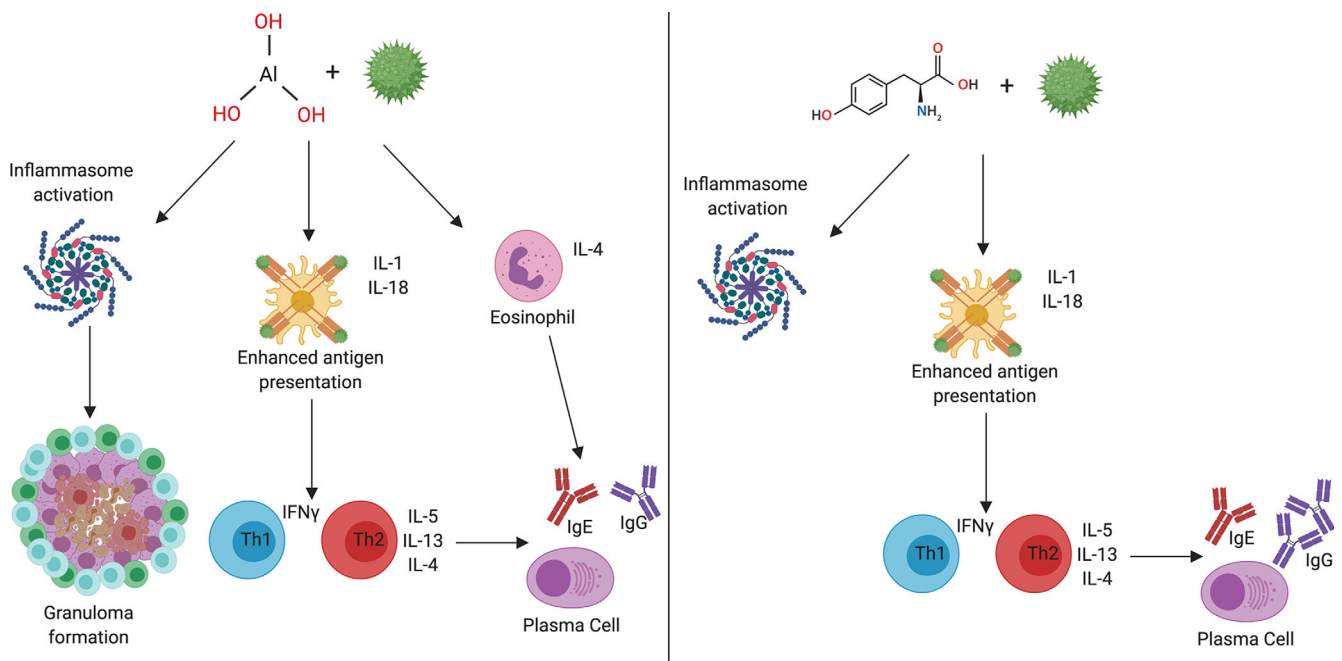 OH
Al
+
HO
OH
Inflammasome
activation
IL-1
IL-18
IL-4
Eosinophil
Enhanced antigen
presentation
IFNγ
Th1
Th2
IL-5
IL-13
IL-4
IgE
IgG
Granuloma
formation
Plasma Cell
O
OH
HO
NH2
+
Inflammasome
activation
IL-1
IL-18
Enhanced antigen
presentation
IFNγ
Th1
Th2
IL-5
IL-13
IL-4
IgE
IgG
Plasma Cell